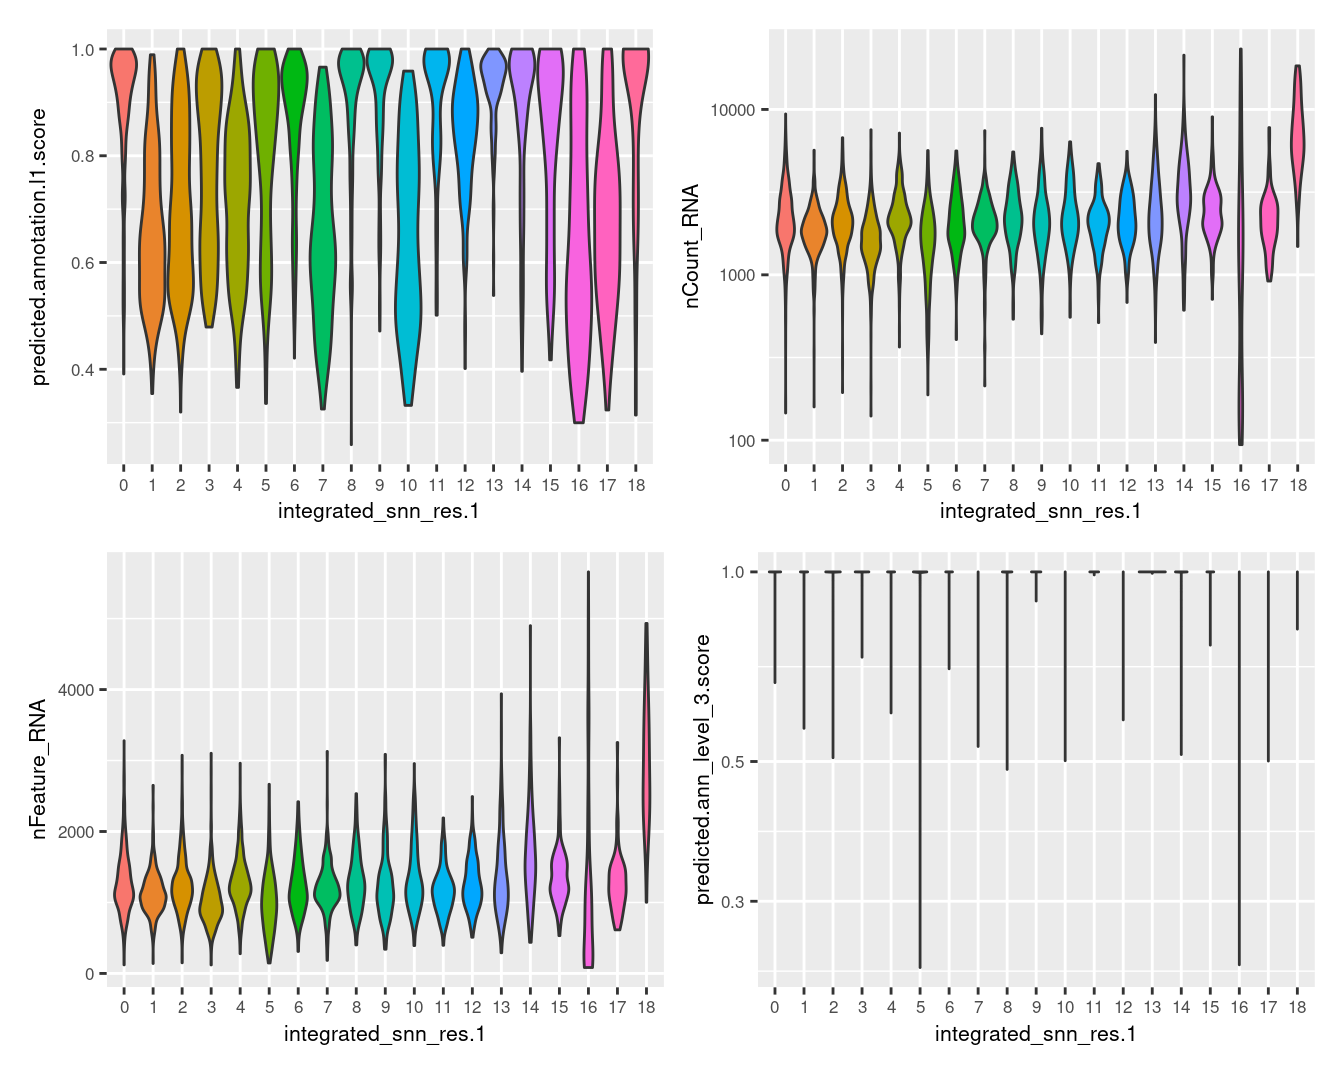 predicted.annotation.l1.score
1.0
0.8
0.6
0.4
0 1 2 3 4 5 6 7 8 9 10 11 12 13 14 15 16 17 18
integrated_snn_res.1
nCount_RNA
10000
1000
100
0 1 2 3 4 5 6 7 8 9 10 11 12 13 14 15 16 17 18
integrated_snn_res.1
nFeature_RNA
4000
2000
0
0 1 2 3 4 5 6 7 8 9 10 11 12 13 14 15 16 17 18
integrated_snn_res.1
predicted.ann_level_3.score
1.0
0.5
0.3
0 1 2 3 4 5 6 7 8 9 10 11 12 13 14 15 16 17 18
integrated_snn_res.1